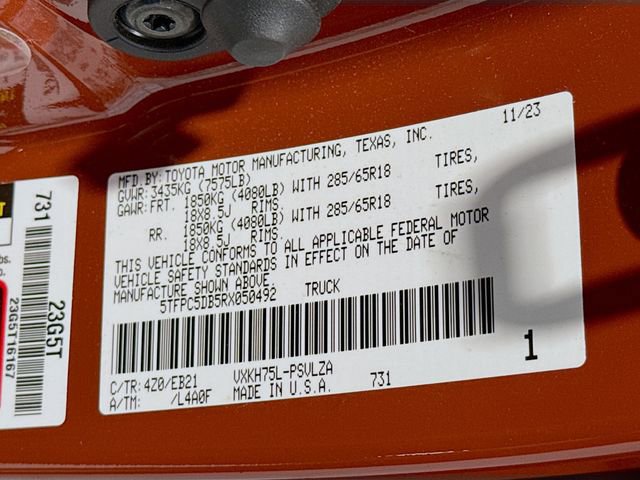 11/23
MFD.BY:TOYOTA MOTOR MANUFACTURING, TEXAS, INC.
GVWR:3435KG (7575LB)
GAWR:FRT. 1850KG (4080LB) WITH 285/65R18 TIRES,
18X8.5J RIMS
RR. 1850KG (4080LB) WITH 285/65R18 TIRES,
18X8.5J RIMS
THIS VEHICLE CONFORMS TO ALL APPLICABLE FEDERAL MOTOR
VEHICLE SAFETY STANDARDS IN EFFECT ON THE DATE OF
MANUFACTURE SHOWN ABOVE.
5TFPC5DB5RX050492 TRUCK
C/TR:4Z0/EB21 VXKH75L-PSVLZA
A/TM: /L4A0F MADE IN U.S.A. 731
1
731
23G5T16167
23G5T